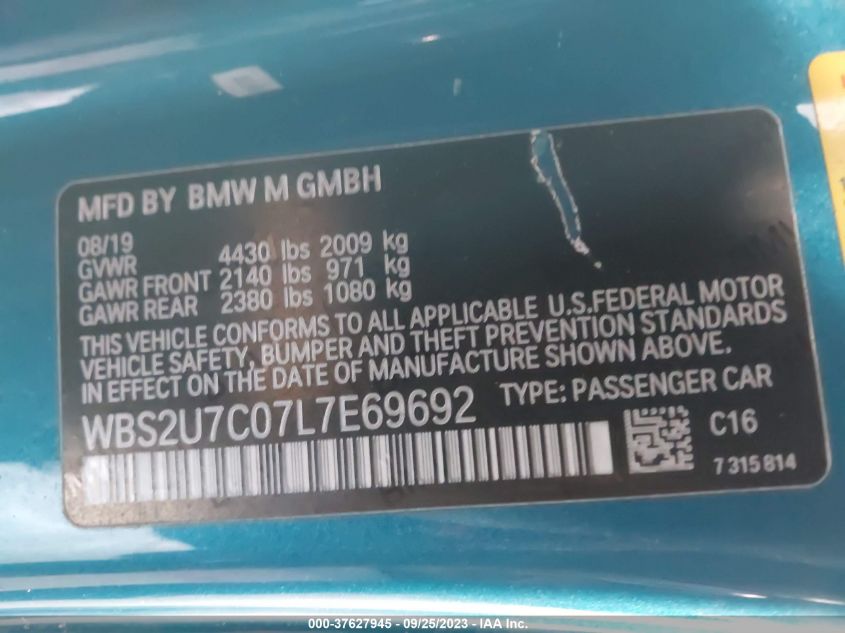 MFD BY BMW M GMBH
08/19
GVWR 4430 lbs 2009 kg
GAWR FRONT 2140 lbs 971 kg
GAWR REAR 2380 lbs 1080 kg
THIS VEHICLE CONFORMS TO ALL APPLICABLE U.S.FEDERAL MOTOR
VEHICLE SAFETY, BUMPER AND THEFT PREVENTION STANDARDS
IN EFFECT ON THE DATE OF MANUFACTURE SHOWN ABOVE.
WBS2U7C07L7E69692 TYPE: PASSENGER CAR
C16
7 315 814
000-37627945 - 09/25/2023 - IAA Inc.